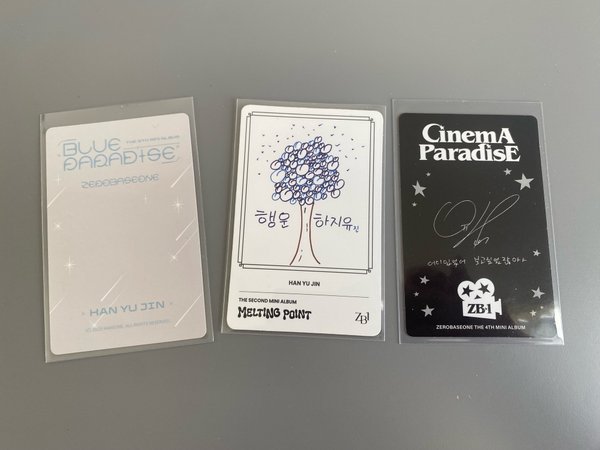 BLUE
PARADISE
THE 5TH MINI ALBUM
ZEROBASEONE
HAN YU JIN
행운
하지유진
HAN YU JIN
THE SECOND MINI ALBUM
MELTING POINT
ZB1
CinemA
ParadisE
ZB1
ZEROBASEONE THE 4TH MINI ALBUM